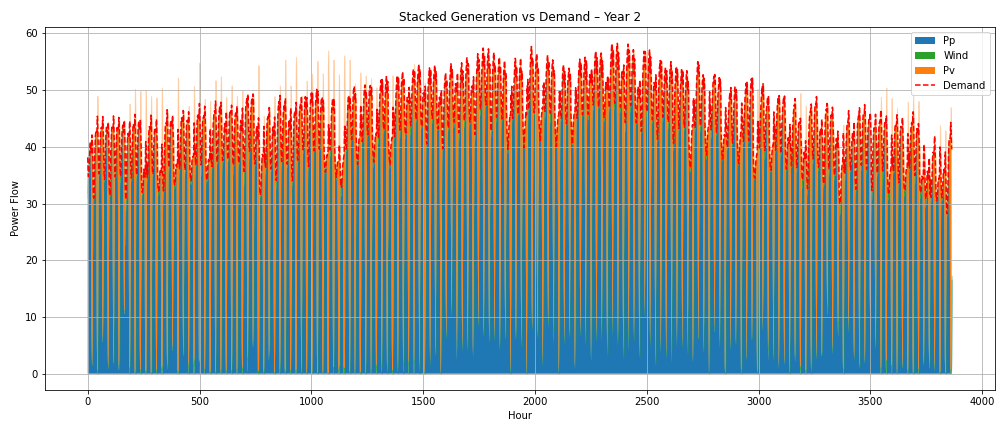 Stacked Generation vs Demand – Year 2
Pp
Wind
Pv
Demand
60
50
40
30
20
10
0
Power Flow
0 500 1000 1500 2000 2500 3000 3500 4000
Hour